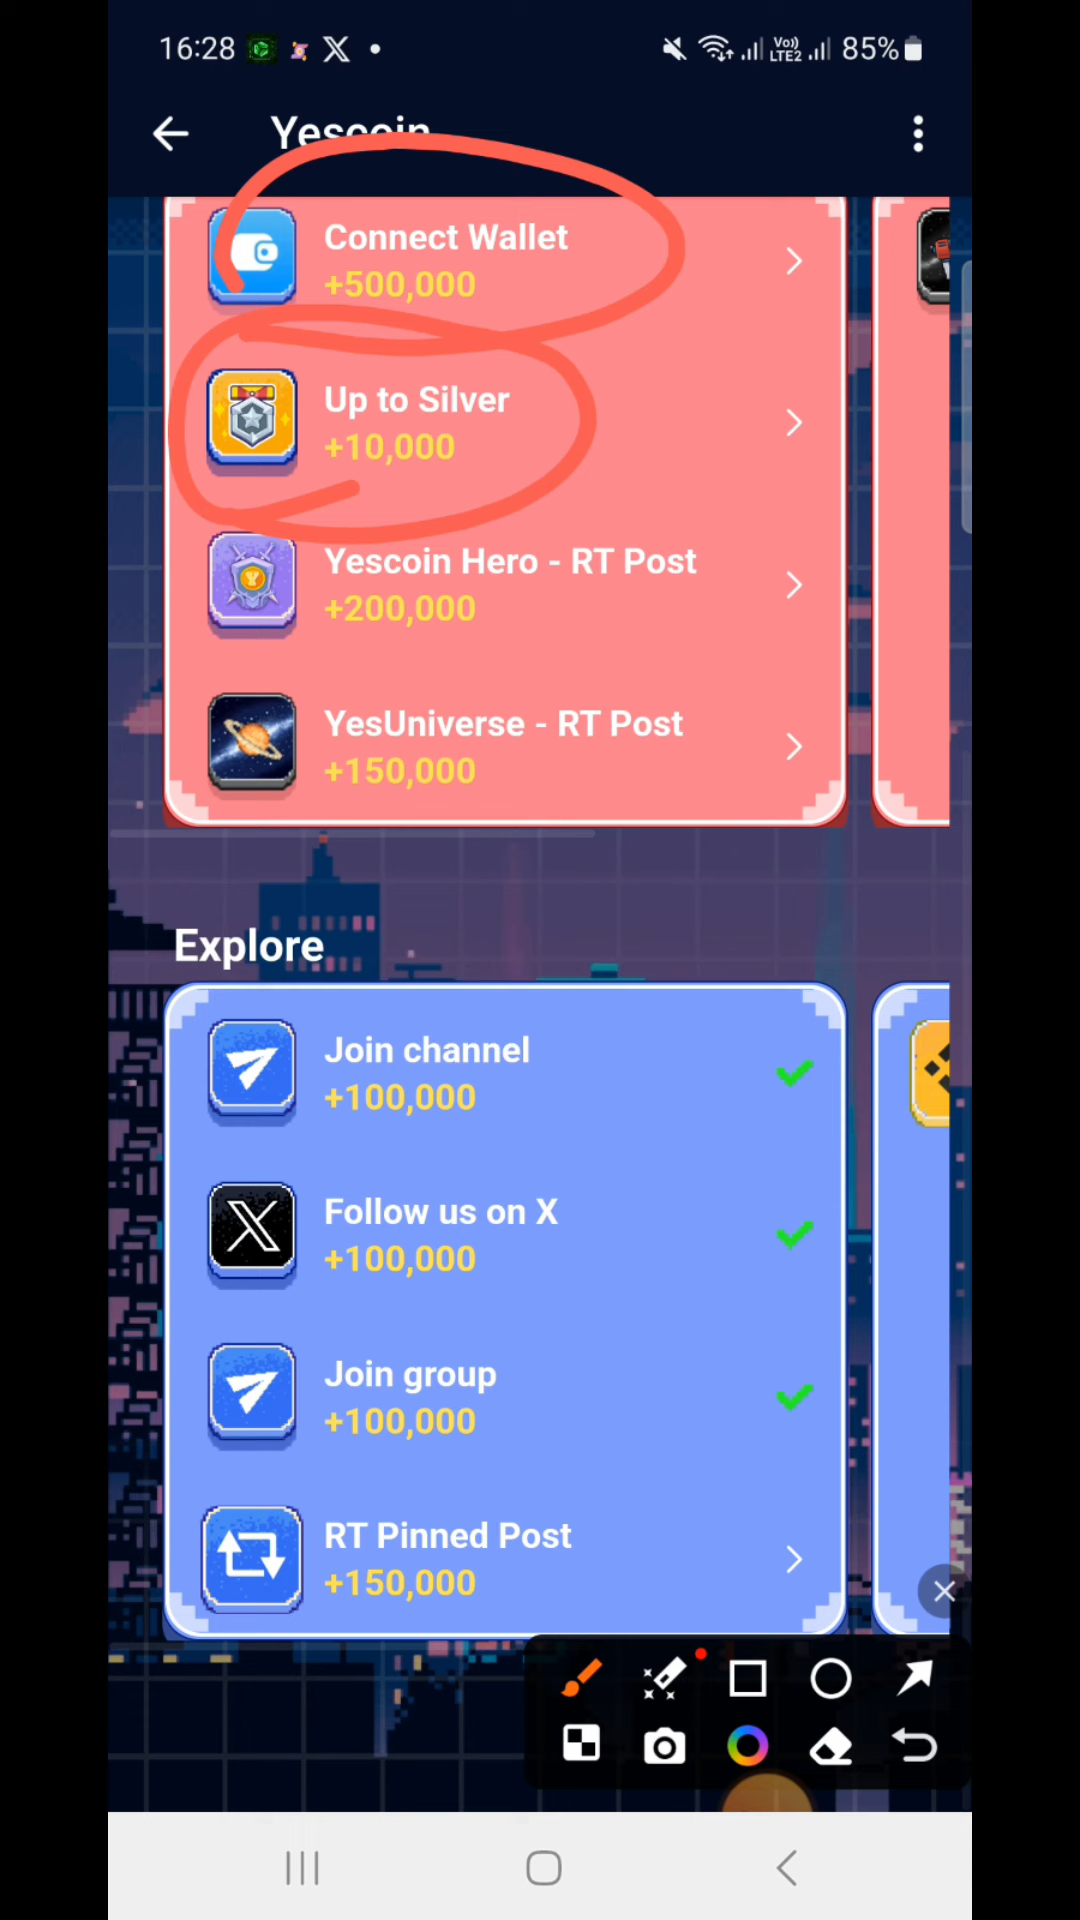 16:28
Vo)) LTE2
85%
Yescoin
Connect Wallet
+500,000
Up to Silver
+10,000
Yescoin Hero - RT Post
+200,000
YesUniverse - RT Post
+150,000
Explore
Join channel
+100,000
Follow us on X
+100,000
Join group
+100,000
RT Pinned Post
+150,000